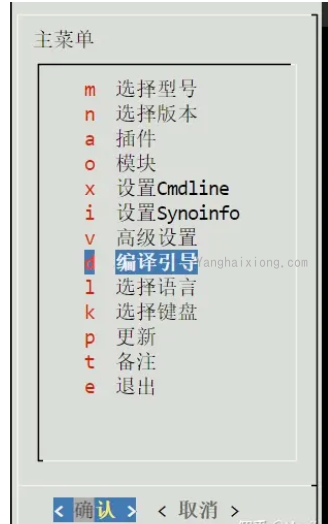 主菜单
m 选择型号
n 选择版本
a 插件
o 模块
x 设置Cmdline
i 设置Synoinfo
v 高级设置
d 编译引导 Yanghaixiong.com
l 选择语言
k 选择键盘
p 更新
t 备注
e 退出
< 确认 > < 取消 >